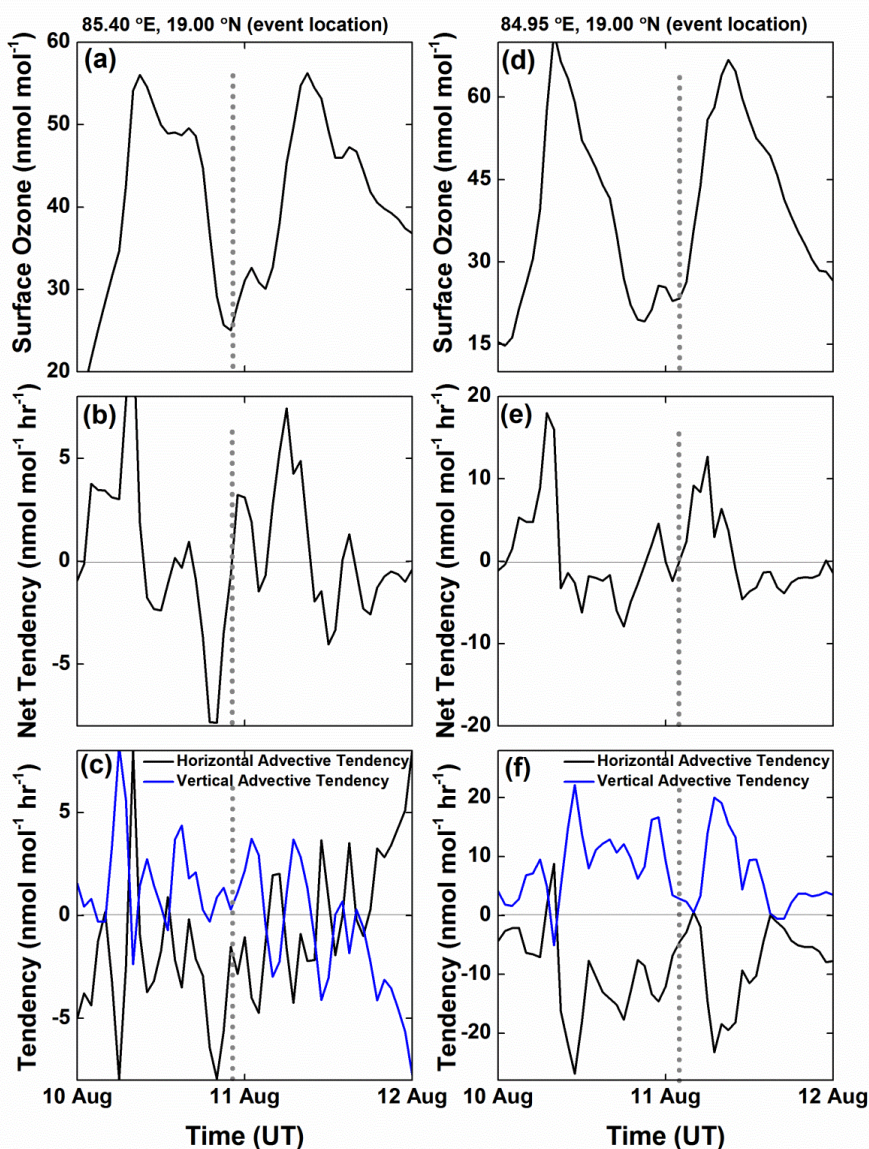 85.40 °E, 19.00 °N (event location)
84.95 °E, 19.00 °N (event location)
(a)
Surface Ozone (nmol mol⁻¹)
60
50
40
30
20
(d)
Surface Ozone (nmol mol⁻¹)
60
45
30
15
(b)
Net Tendency (nmol mol⁻¹ hr⁻¹)
5
0
-5
(e)
Net Tendency (nmol mol⁻¹ hr⁻¹)
20
10
0
-10
-20
(c)
Horizontal Advective Tendency
Vertical Advective Tendency
Tendency (nmol mol⁻¹ hr⁻¹)
5
0
-5
10 Aug 11 Aug 12 Aug
Time (UT)
(f)
Horizontal Advective Tendency
Vertical Advective Tendency
Tendency (nmol mol⁻¹ hr⁻¹)
20
10
0
-10
-20
10 Aug 11 Aug 12 Aug
Time (UT)